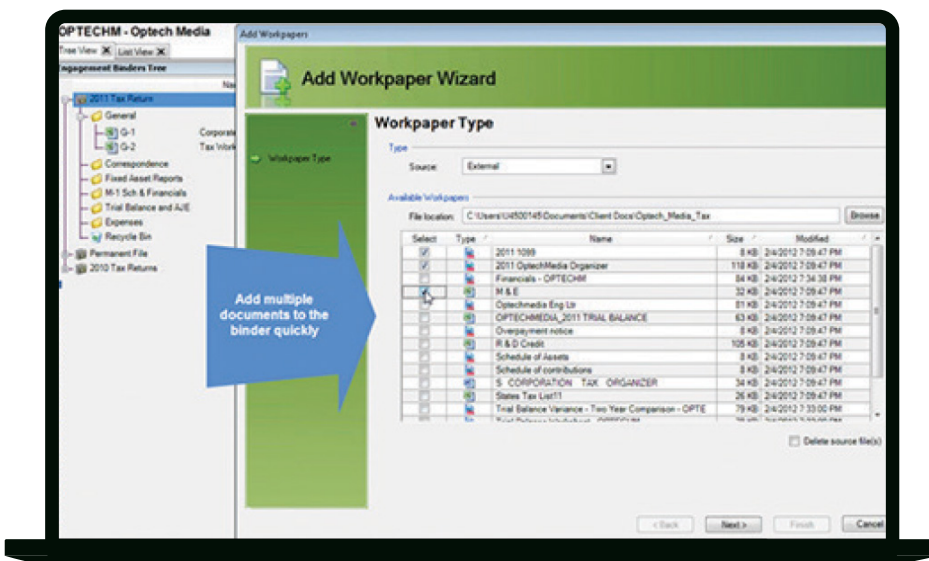 OPTECHM - Optech Media
Tree View List View
Engagement Binders Tree
2011 Tax Return
General
G-1 Corporate
G-2
Correspondence
Fixed Asset Reports
M-1 Sch & Financials
Trial Balance and AJE
Expenses
Recycle Bin
Permanent File
2010 Tax Returns
Add Workpapers
Add Workpaper Wizard
Workpaper Type
Add multiple
documents to the
binder quickly
Workpaper Type
Type
Source: External
Available Workpapers
File location: C:\Users\U4500145\Documents\Client Docs\Optech_Media_Tax Browse
Select Type Name Size Modified
2011 1099 8 KB 2/4/2012 7:09:47 PM
2011 OptechMedia Organizer 118 KB 2/4/2012 7:09:47 PM
Financials - OPTECHM 84 KB 2/4/2012 7:34:38 PM
M & E 32 KB 2/4/2012 7:09:47 PM
Optechmedia Eng Ltr 81 KB 2/4/2012 7:09:47 PM
OPTECHMEDIA_2011 TRIAL BALANCE 63 KB 2/4/2012 7:09:47 PM
Overpayment notice 8 KB 2/4/2012 7:09:47 PM
R & D Credit 105 KB 2/4/2012 7:09:47 PM
Schedule of Assets 8 KB 2/4/2012 7:09:47 PM
Schedule of contributions 8 KB 2/4/2012 7:09:47 PM
S CORPORATION TAX ORGANIZER 34 KB 2/4/2012 7:09:47 PM
States Tax List11 26 KB 2/4/2012 7:09:47 PM
Trial Balance Variance - Two Year Comparison - OPTE 79 KB 2/4/2012 7:33:00 PM
Delete source file(s)
< Back Next > Finish Cancel